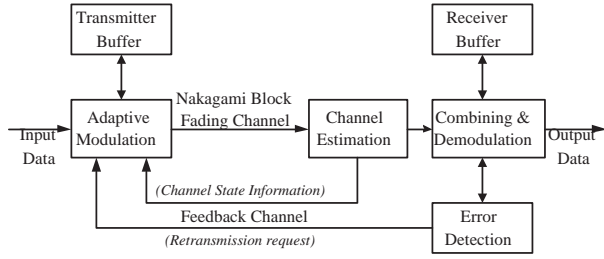 Transmitter
Buffer
Receiver
Buffer
Input
Data
Adaptive
Modulation
Nakagami Block
Fading Channel
Channel
Estimation
Combining &
Demodulation
Output
Data
(Channel State Information)
Feedback Channel
(Retransmission request)
Error
Detection